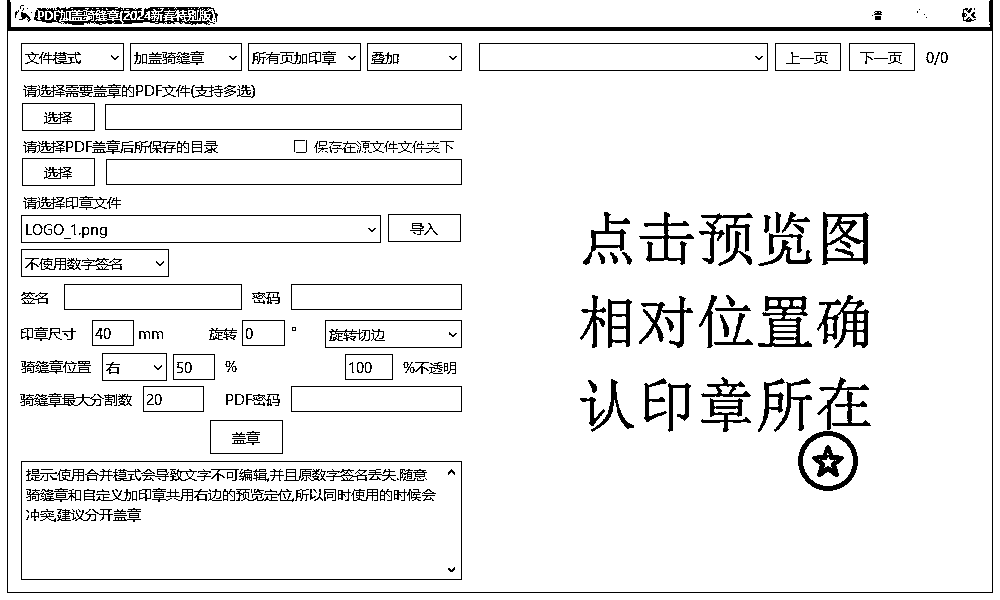 PDF加盖骑缝章(2024新春特别版)
文件模式 加盖骑缝章 所有页加印章 叠加 上一页 下一页 0/0
请选择需要盖章的PDF文件(支持多选)
选择
请选择PDF盖章后所保存的目录 保存在源文件文件夹下
选择
请选择印章文件
LOGO_1.png 导入
不使用数字签名
签名 密码
印章尺寸 40 mm 旋转 0 ° 旋转切边
骑缝章位置 右 50 % 100 %不透明
骑缝章最大分割数 20 PDF密码
盖章
提示:使用合并模式会导致文字不可编辑,并且原数字签名丢失.随意
骑缝章和自定义加印章共用右边的预览定位,所以同时使用的时候会
冲突,建议分开盖章
点击预览图
相对位置确
认印章所在